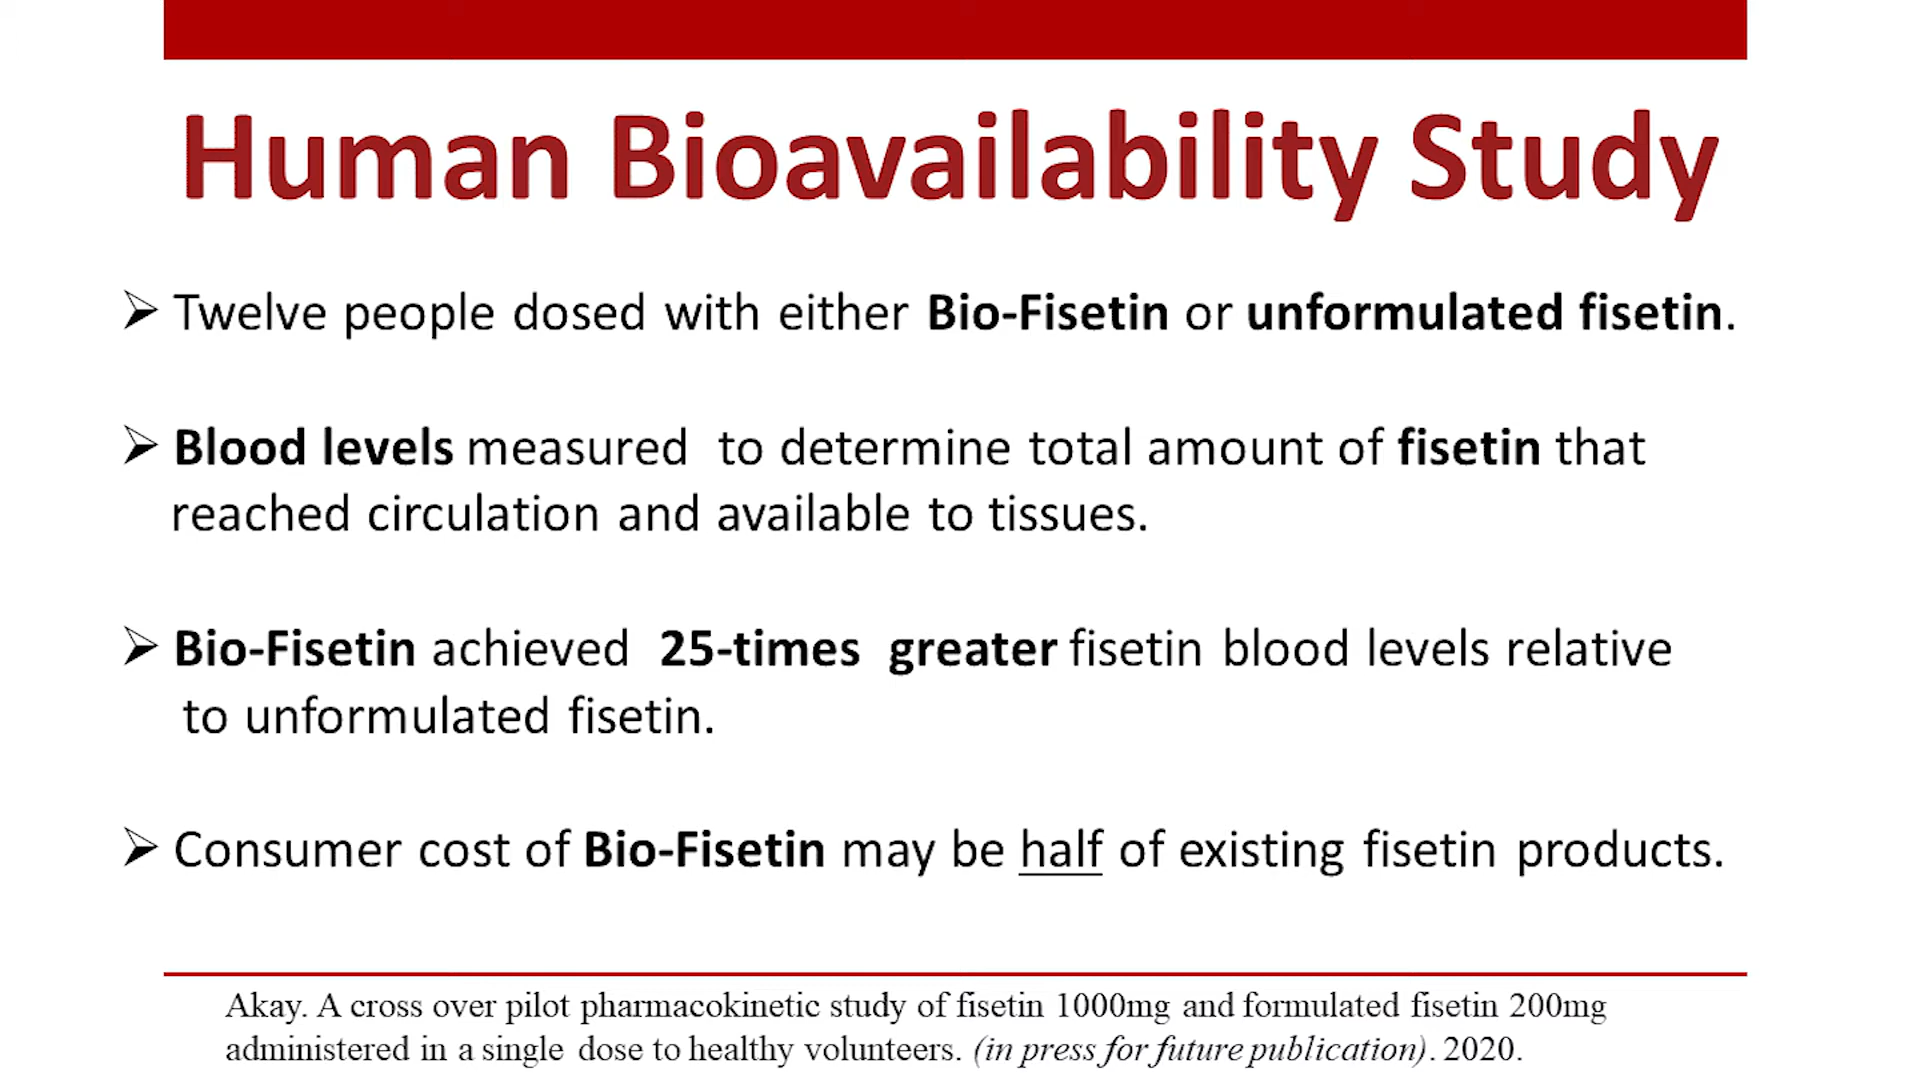 Human Bioavailability Study
➢ Twelve people dosed with either Bio-Fisetin or unformulated fisetin.
➢ Blood levels measured to determine total amount of fisetin that
reached circulation and available to tissues.
➢ Bio-Fisetin achieved 25-times greater fisetin blood levels relative
to unformulated fisetin.
➢ Consumer cost of Bio-Fisetin may be half of existing fisetin products.
Akay. A cross over pilot pharmacokinetic study of fisetin 1000mg and formulated fisetin 200mg
administered in a single dose to healthy volunteers. (in press for future publication). 2020.